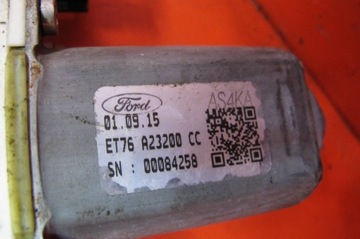 Ford
AS4KA
01.09.15
ET76 A23200 CC
SN : 00084258